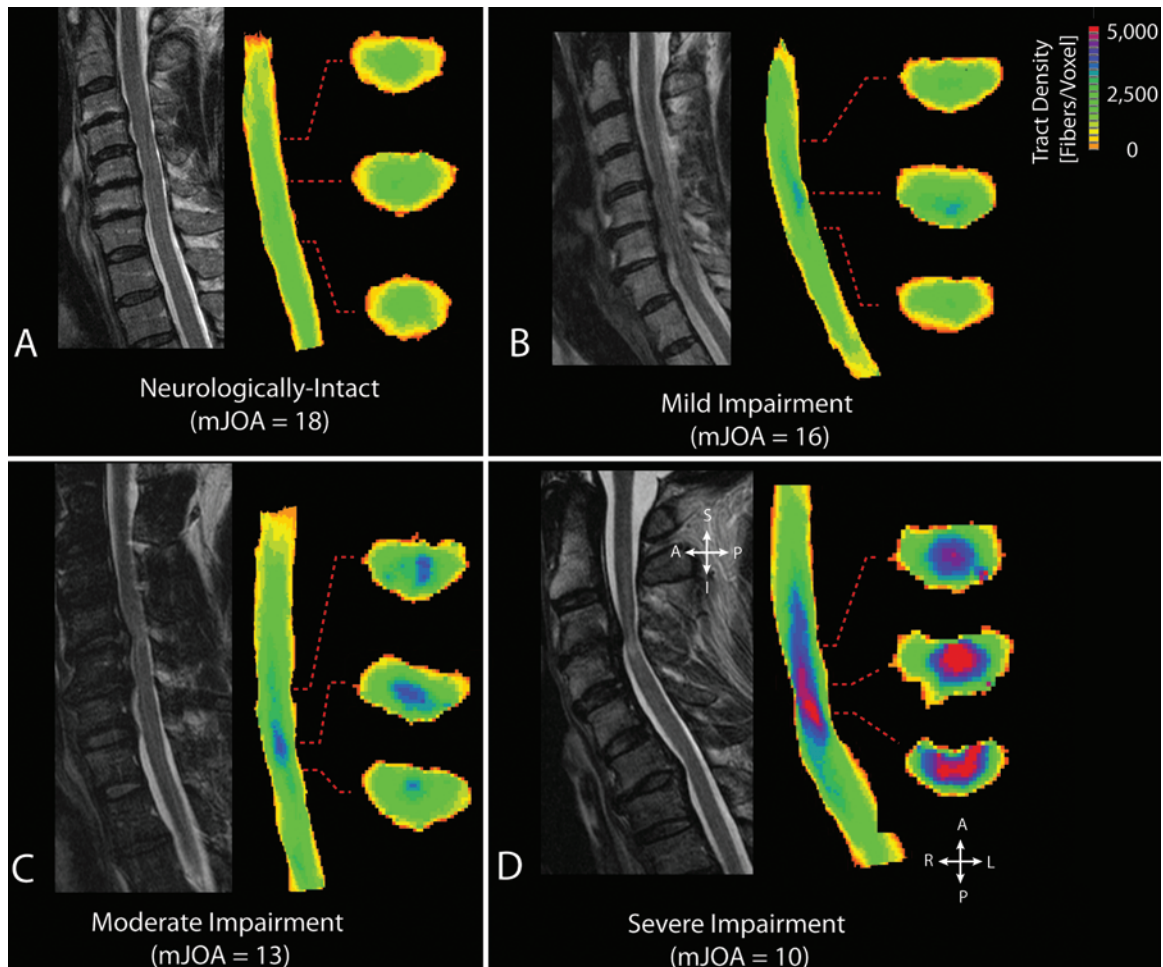 5,000
2,500
0
Tract Density
[Fibers/Voxel]
A
Neurologically-Intact
(mJOA = 18)
B
Mild Impairment
(mJOA = 16)
S
A
P
I
C
Moderate Impairment
(mJOA = 13)
D
A
R
L
P
Severe Impairment
(mJOA = 10)